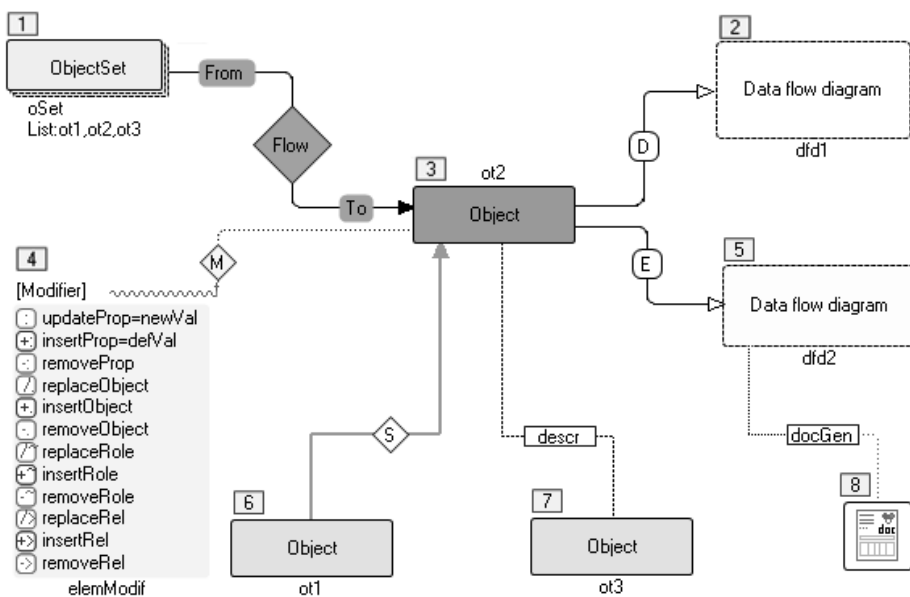 1
ObjectSet
oSet
List:ot1,ot2,ot3
From
Flow
To
2
Data flow diagram
dfd1
D
3
ot2
Object
E
4
M
[Modifier]
: updateProp=newVal
+: insertProp=defVal
-: removeProp
/. replaceObject
+. insertObject
-. removeObject
replaceRole
insertRole
removeRole
/> replaceRel
+> insertRel
-> removeRel
elemModif
5
Data flow diagram
dfd2
S
descr
docGen
6
Object
ot1
7
Object
ot3
8
doc